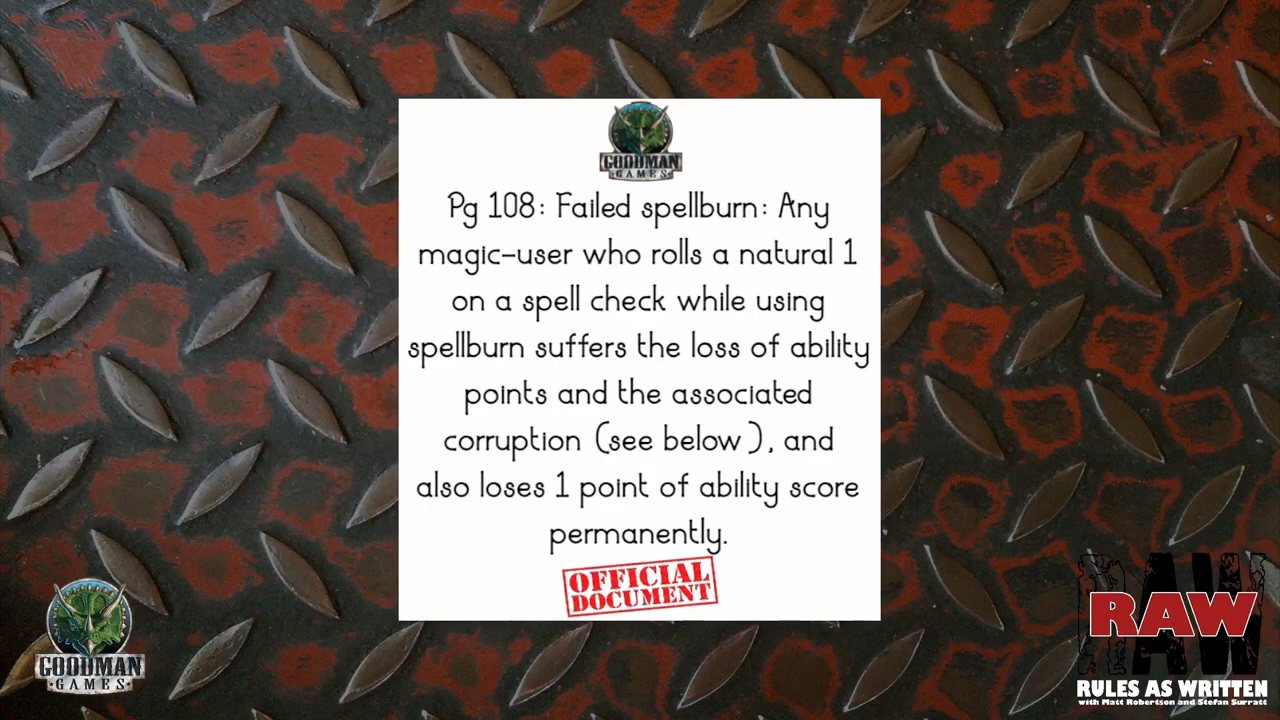 GOODMAN
GAMES
Pg 108: Failed spellburn: Any
magic-user who rolls a natural 1
on a spell check while using
spellburn suffers the loss of ability
points and the associated
corruption (see below), and
also loses 1 point of ability score
permanently.
OFFICIAL
DOCUMENT
GOODMAN
GAMES
RAW
RAW
RULES AS WRITTEN
with Matt Robertson and Stefan Surratt